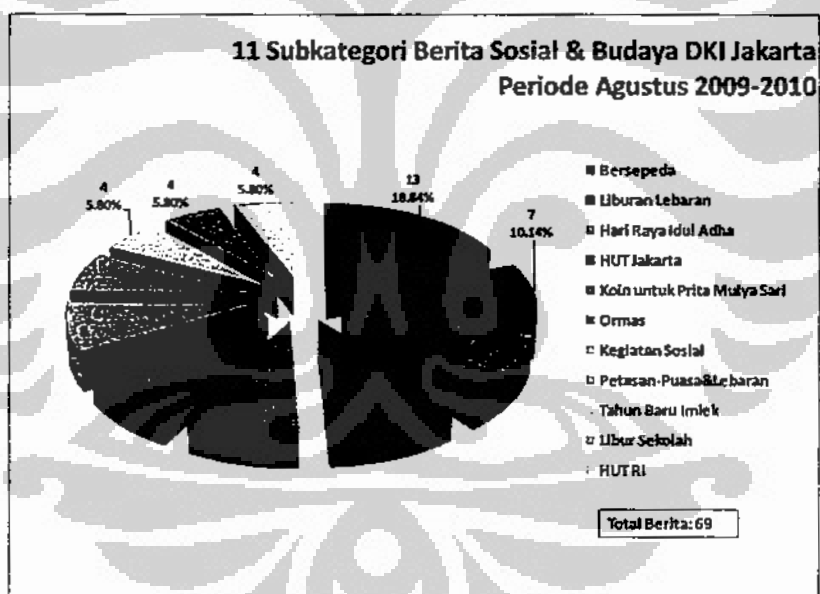 11 Subkategori Berita Sosial & Budaya DKI Jakarta
Periode Agustus 2009-2010
4
5.80%
4
5.80%
4
5.80%
13
18.84%
7
10.14%
Bersepeda
Liburan Lebaran
Hari Raya Idul Adha
HUT Jakarta
Koin untuk Prita Mulya Sari
Ormas
Kegiatan Sosial
Petasan-Puasa&Lebaran
Tahun Baru Imlek
Libur Sekolah
HUT RI
Total Berita: 69